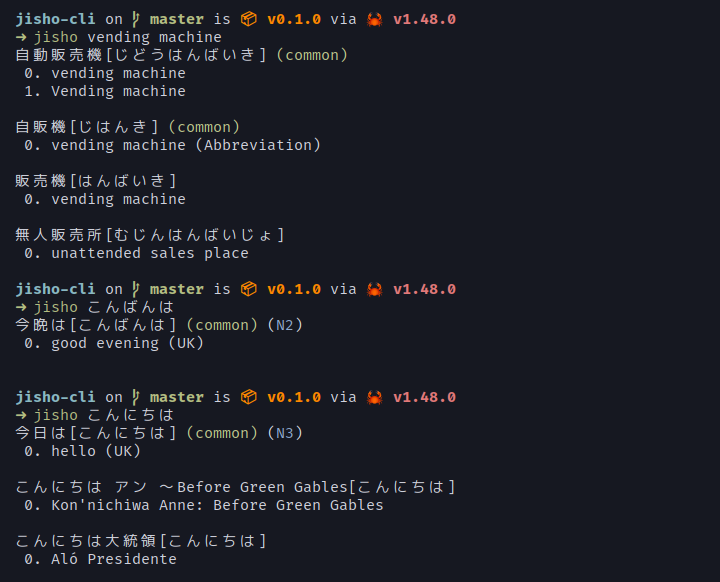 jisho-cli on master is 📦 v0.1.0 via 🦀 v1.48.0
➜ jisho vending machine
自動販売機[じどうはんばいき] (common)
0. vending machine
1. Vending machine
自販機[じはんき] (common)
0. vending machine (Abbreviation)
販売機[はんばいき]
0. vending machine
無人販売所[むじんはんばいじょ]
0. unattended sales place
jisho-cli on master is 📦 v0.1.0 via 🦀 v1.48.0
➜ jisho こんばんは
今晩は[こんばんは] (common) (N2)
0. good evening (UK)
jisho-cli on master is 📦 v0.1.0 via 🦀 v1.48.0
➜ jisho こんにちは
今日は[こんにちは] (common) (N3)
0. hello (UK)
こんにちは アン ～Before Green Gables[こんにちは]
0. Kon'nichiwa Anne: Before Green Gables
こんにちは大統領[こんにちは]
0. Aló Presidente